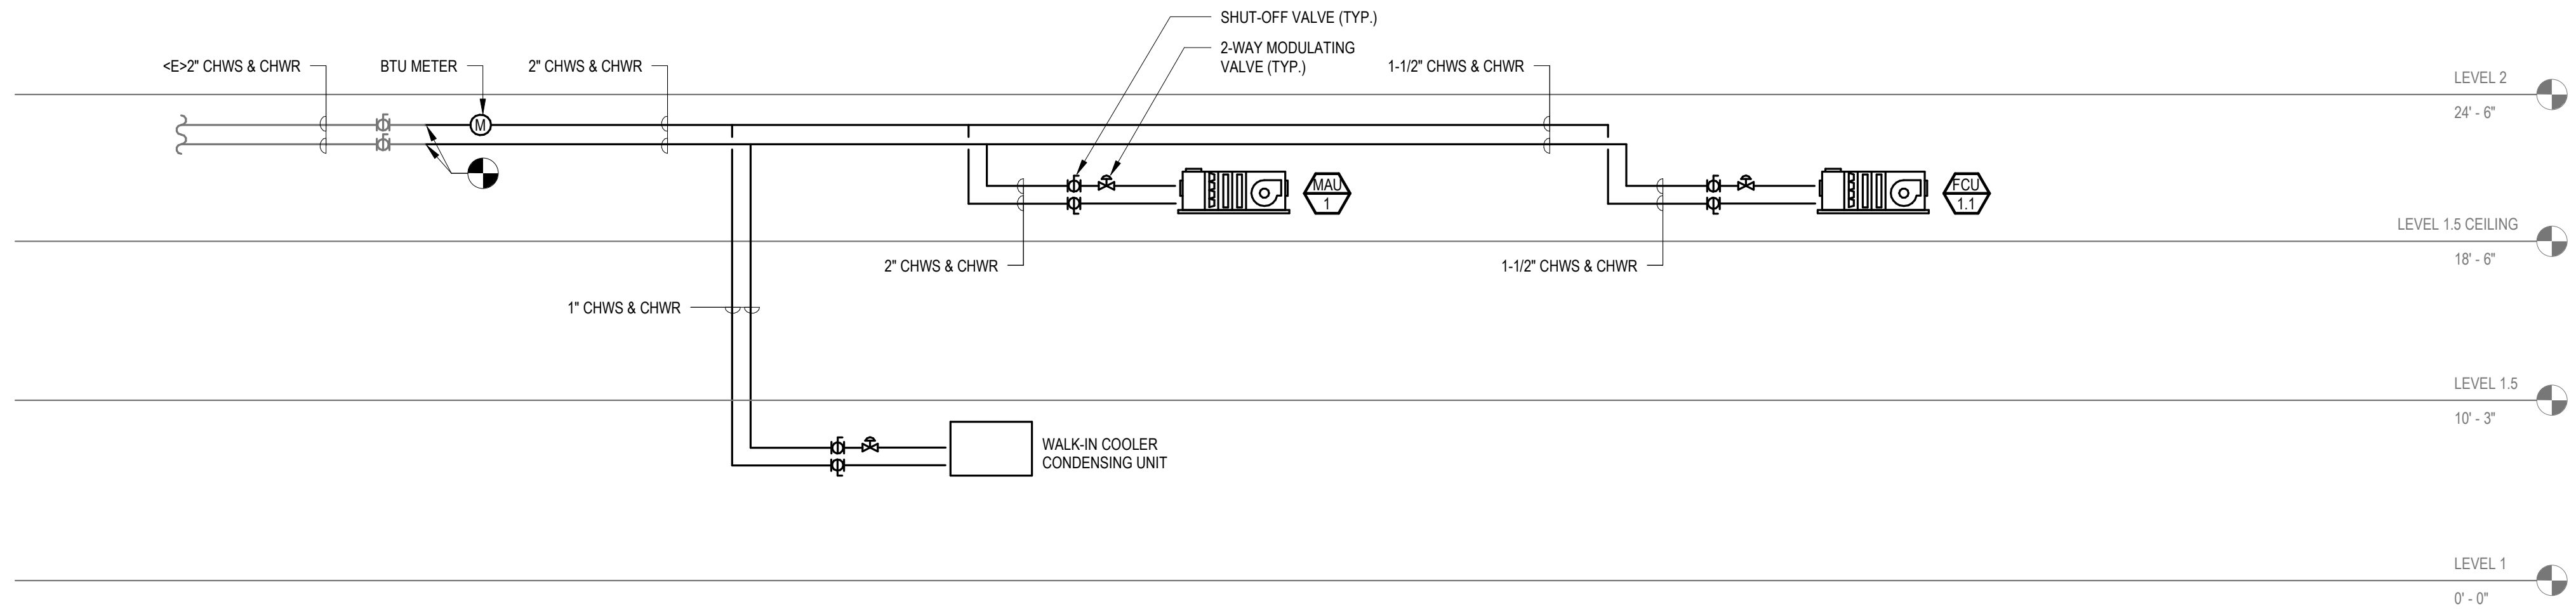 SHUT-OFF VALVE (TYP.)
2-WAY MODULATING
VALVE (TYP.)
<E>2" CHWS & CHWR
BTU METER
2" CHWS & CHWR
1-1/2" CHWS & CHWR
LEVEL 2
24' - 6"
M
MAU
1
FCU
1.1
LEVEL 1.5 CEILING
18' - 6"
2" CHWS & CHWR
1-1/2" CHWS & CHWR
1" CHWS & CHWR
LEVEL 1.5
10' - 3"
WALK-IN COOLER
CONDENSING UNIT
LEVEL 1
0' - 0"